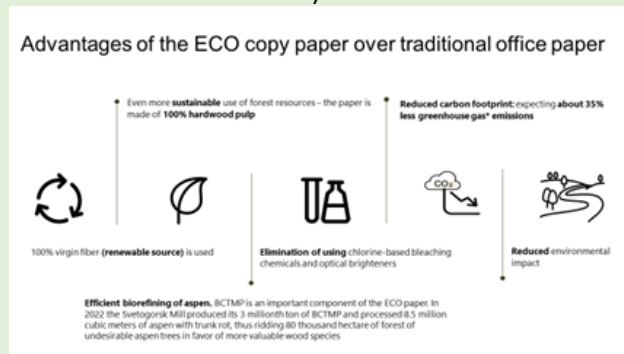 Advantages of the ECO copy paper over traditional office paper
Even more sustainable use of forest resources – the paper is
made of 100% hardwood pulp
Reduced carbon footprint: expecting about 35%
less greenhouse gas* emissions
CO₂
100% virgin fiber (renewable source) is used
Elimination of using chlorine-based bleaching
chemicals and optical brighteners
Reduced environmental
impact
Efficient biorefining of aspen. BCTMP is an important component of the ECO paper. In
2022 the Svetogorsk Mill produced its 3 millionth ton of BCTMP and processed 8.5 million
cubic meters of aspen with trunk rot, thus ridding 80 thousand hectare of forest of
undesirable aspen trees in favor of more valuable wood species